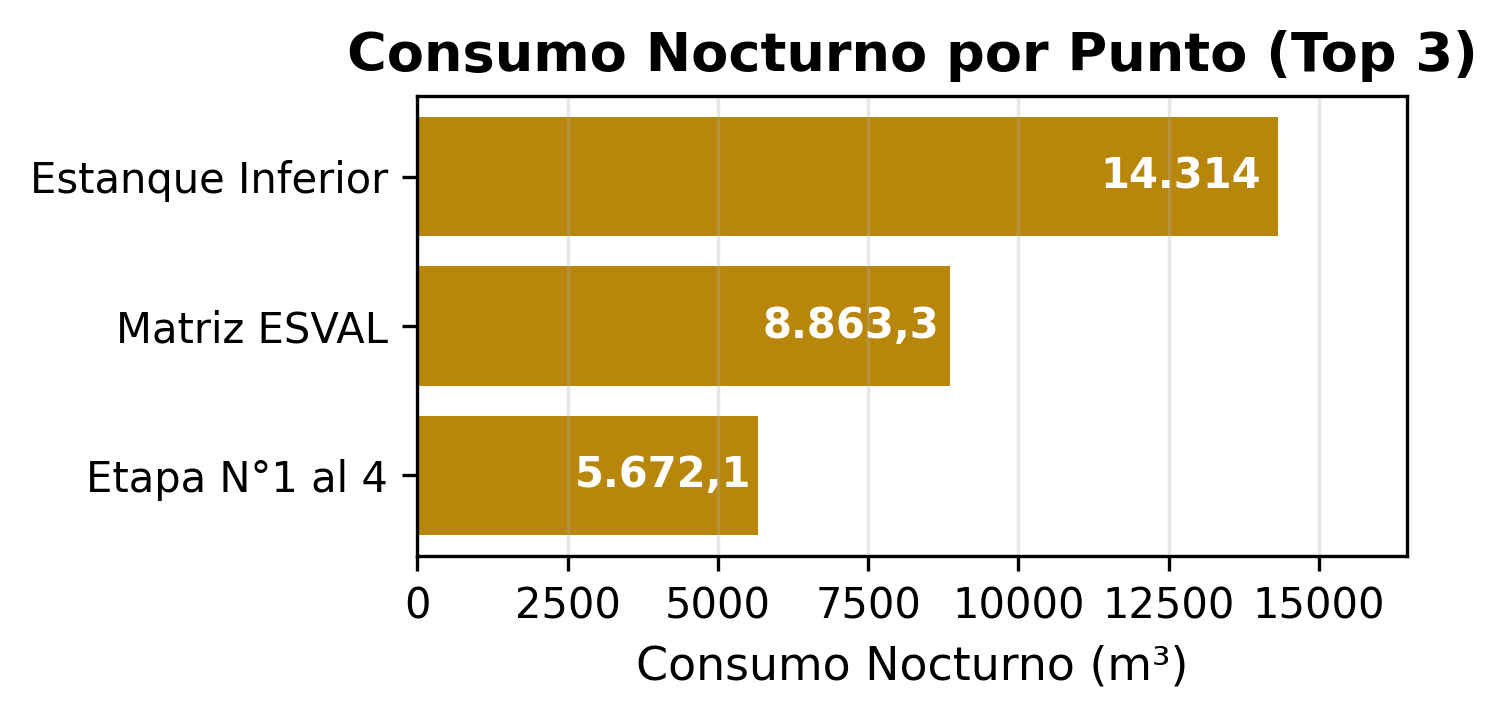 Consumo Nocturno por Punto (Top 3)
Estanque Inferior
14.314
Matriz ESVAL
8.863,3
Etapa N°1 al 4
5.672,1
0 2500 5000 7500 10000 12500 15000
Consumo Nocturno (m³)